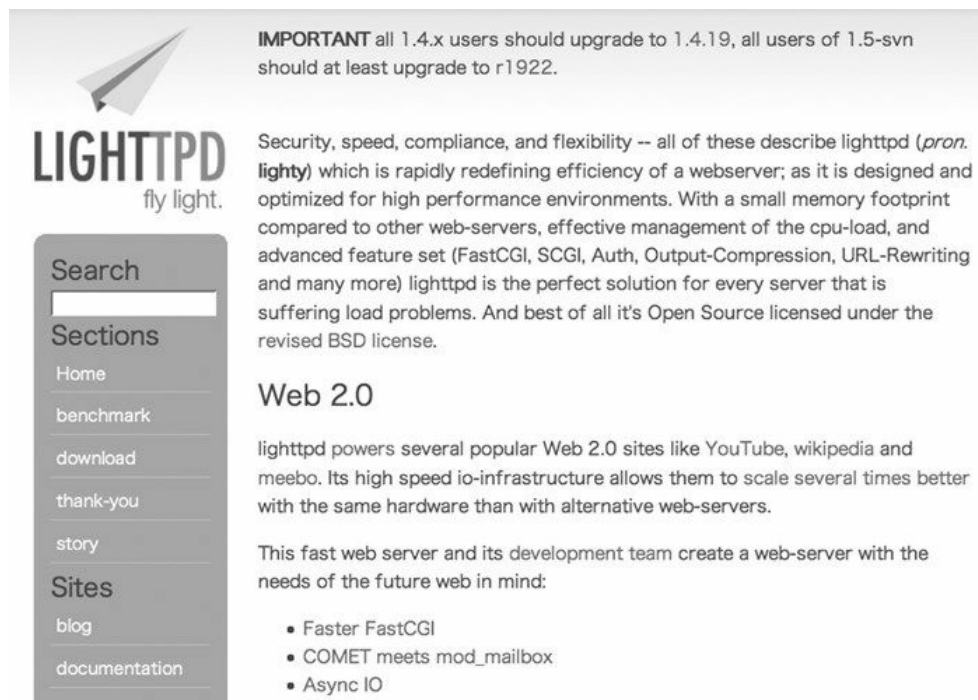 LIGHTTPD
fly light.
Search
Sections
Home
benchmark
download
thank-you
story
Sites
blog
documentation
IMPORTANT all 1.4.x users should upgrade to 1.4.19, all users of 1.5-svn
should at least upgrade to r1922.
Security, speed, compliance, and flexibility -- all of these describe lighttpd (pron.
lighty) which is rapidly redefining efficiency of a webserver; as it is designed and
optimized for high performance environments. With a small memory footprint
compared to other web-servers, effective management of the cpu-load, and
advanced feature set (FastCGI, SCGI, Auth, Output-Compression, URL-Rewriting
and many more) lighttpd is the perfect solution for every server that is
suffering load problems. And best of all it's Open Source licensed under the
revised BSD license.
Web 2.0
lighttpd powers several popular Web 2.0 sites like YouTube, wikipedia and
meebo. Its high speed io-infrastructure allows them to scale several times better
with the same hardware than with alternative web-servers.
This fast web server and its development team create a web-server with the
needs of the future web in mind:
• Faster FastCGI
• COMET meets mod_mailbox
• Async IO